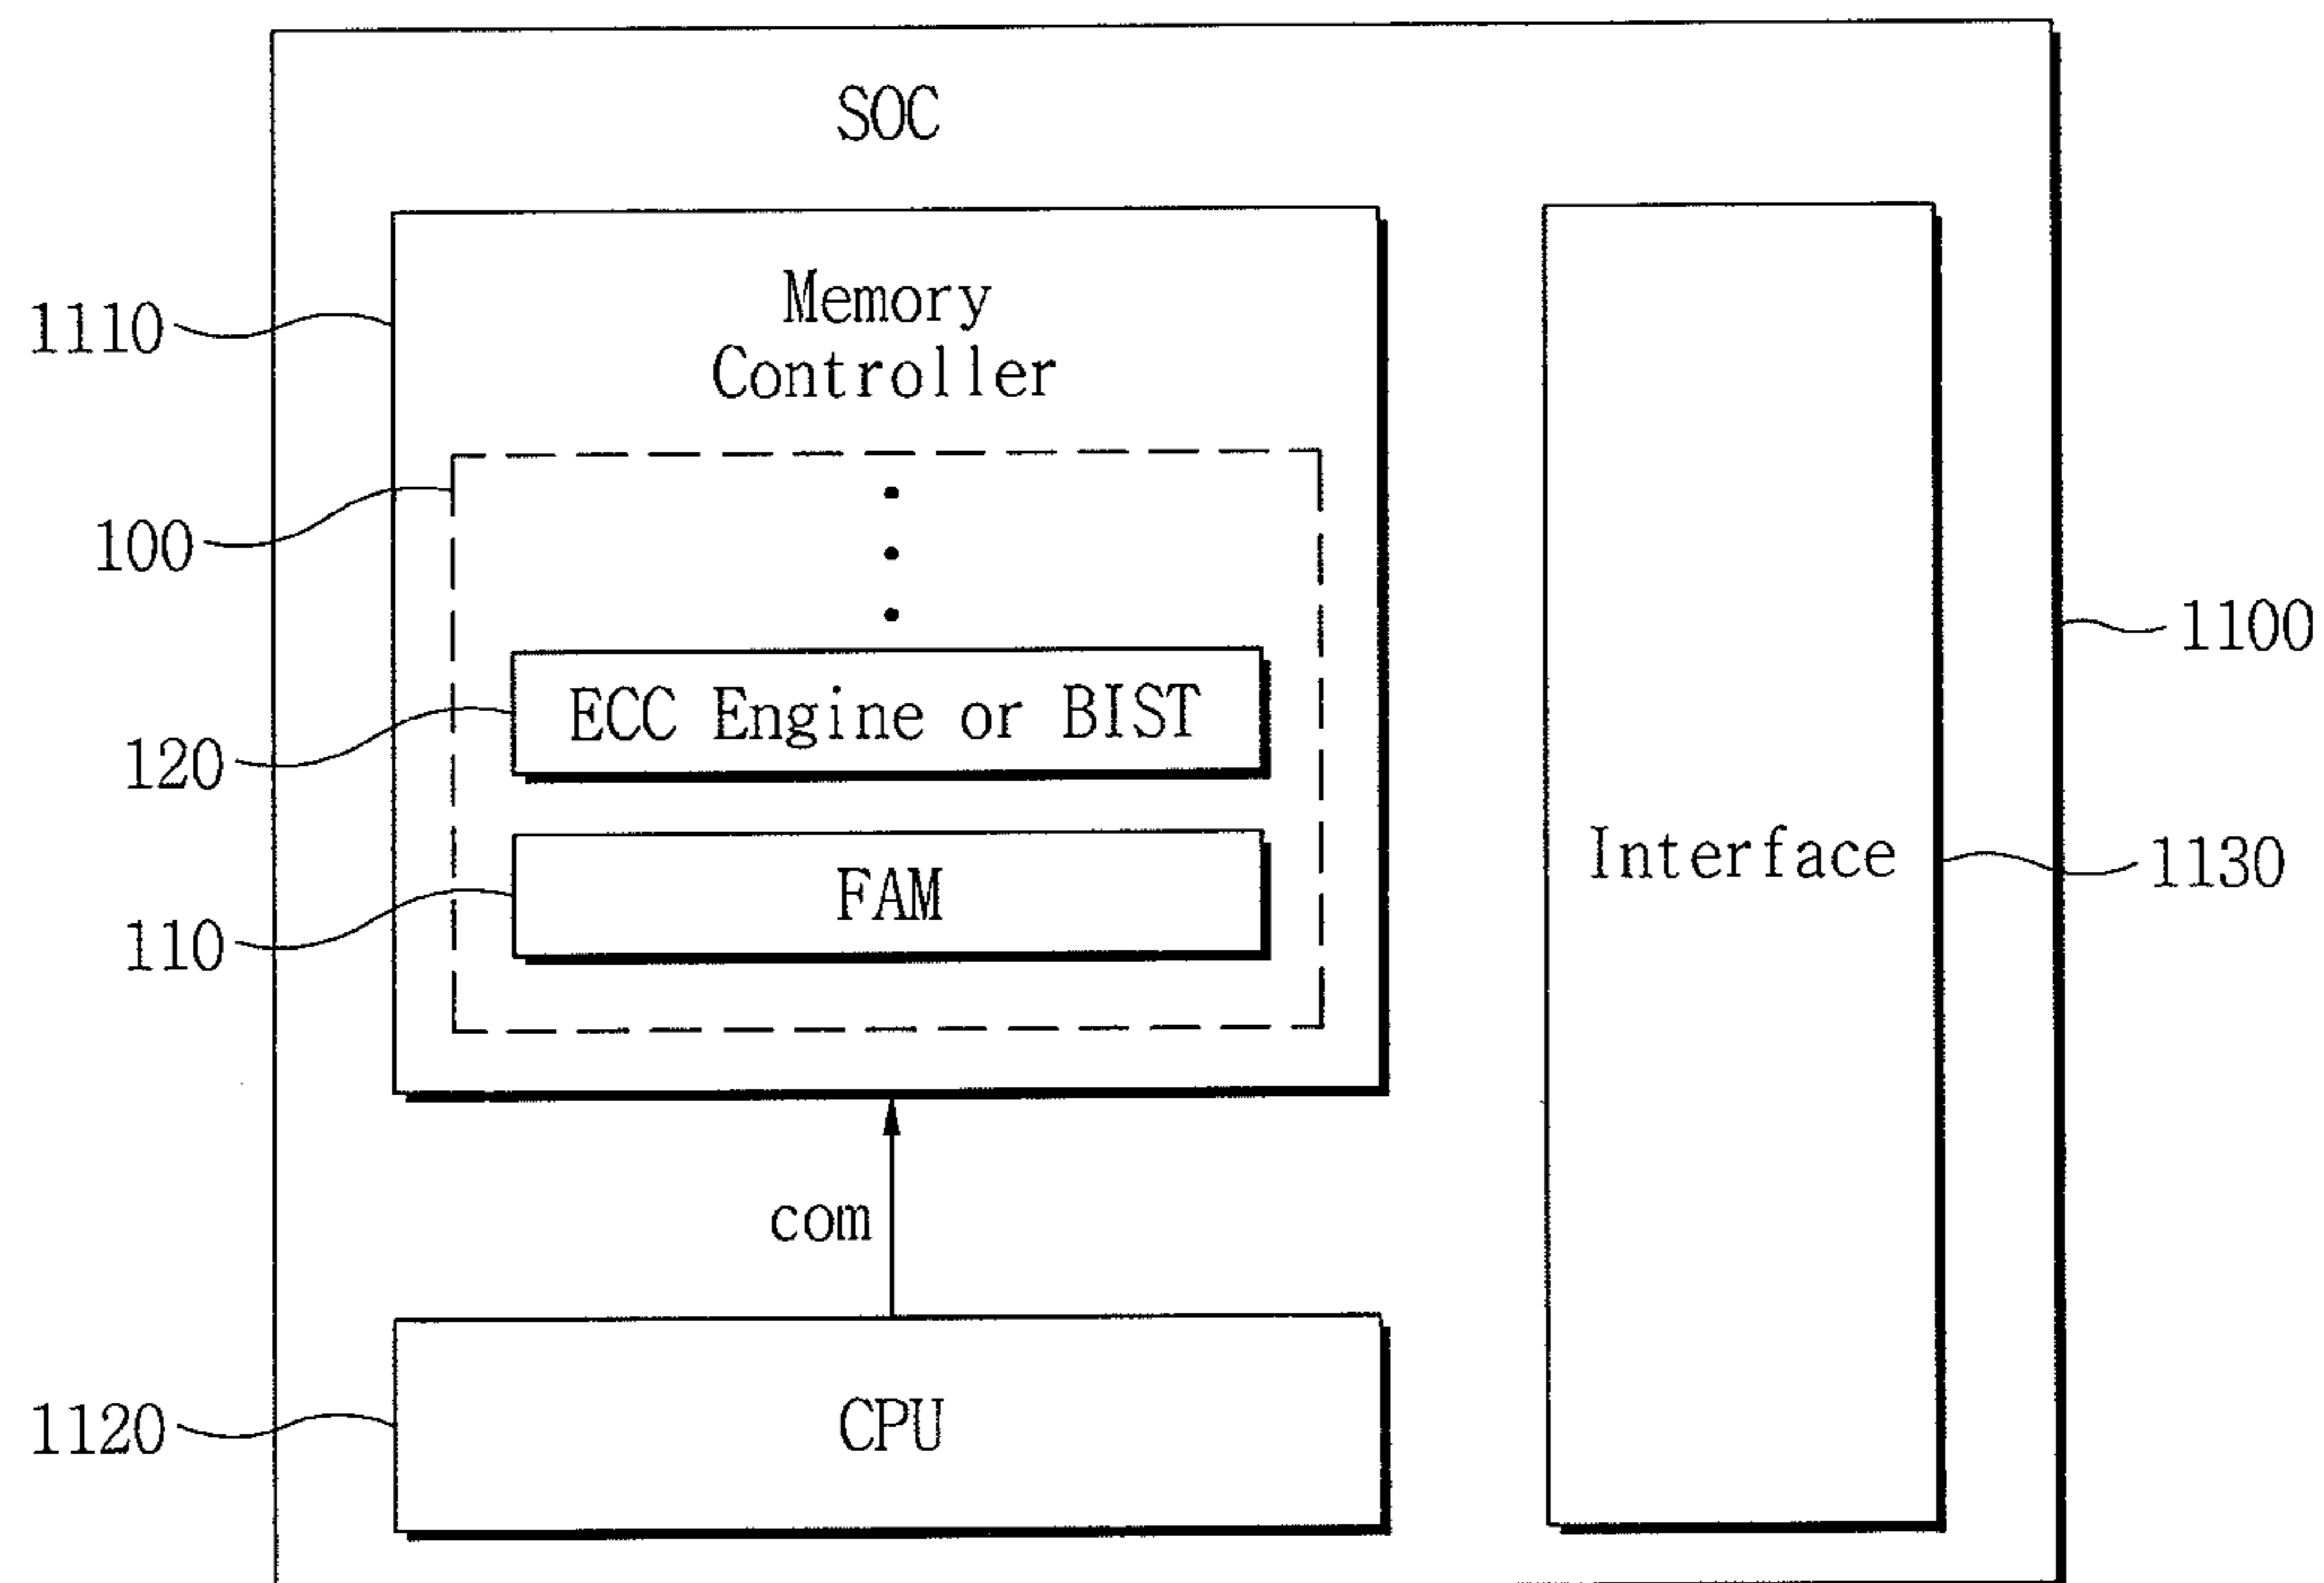 SOC
Memory
Controller
1110
100
ECC Engine or BIST
120
1100
Interface
1130
FAM
110
com
CPU
1120